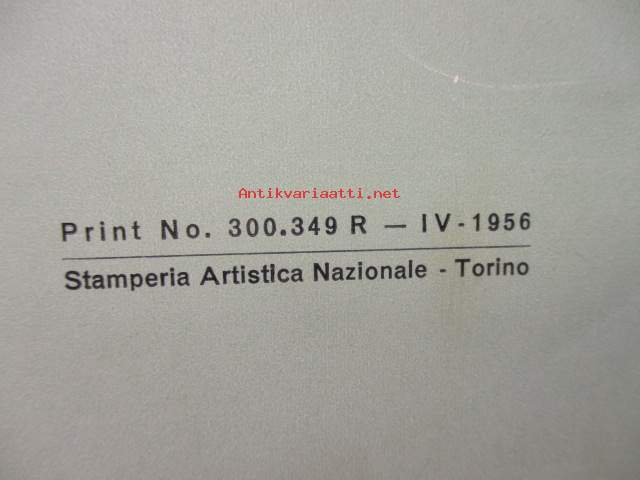 Antikvariaatti.net
Print No. 300.349 R — IV - 1956
Stamperia Artistica Nazionale - Torino